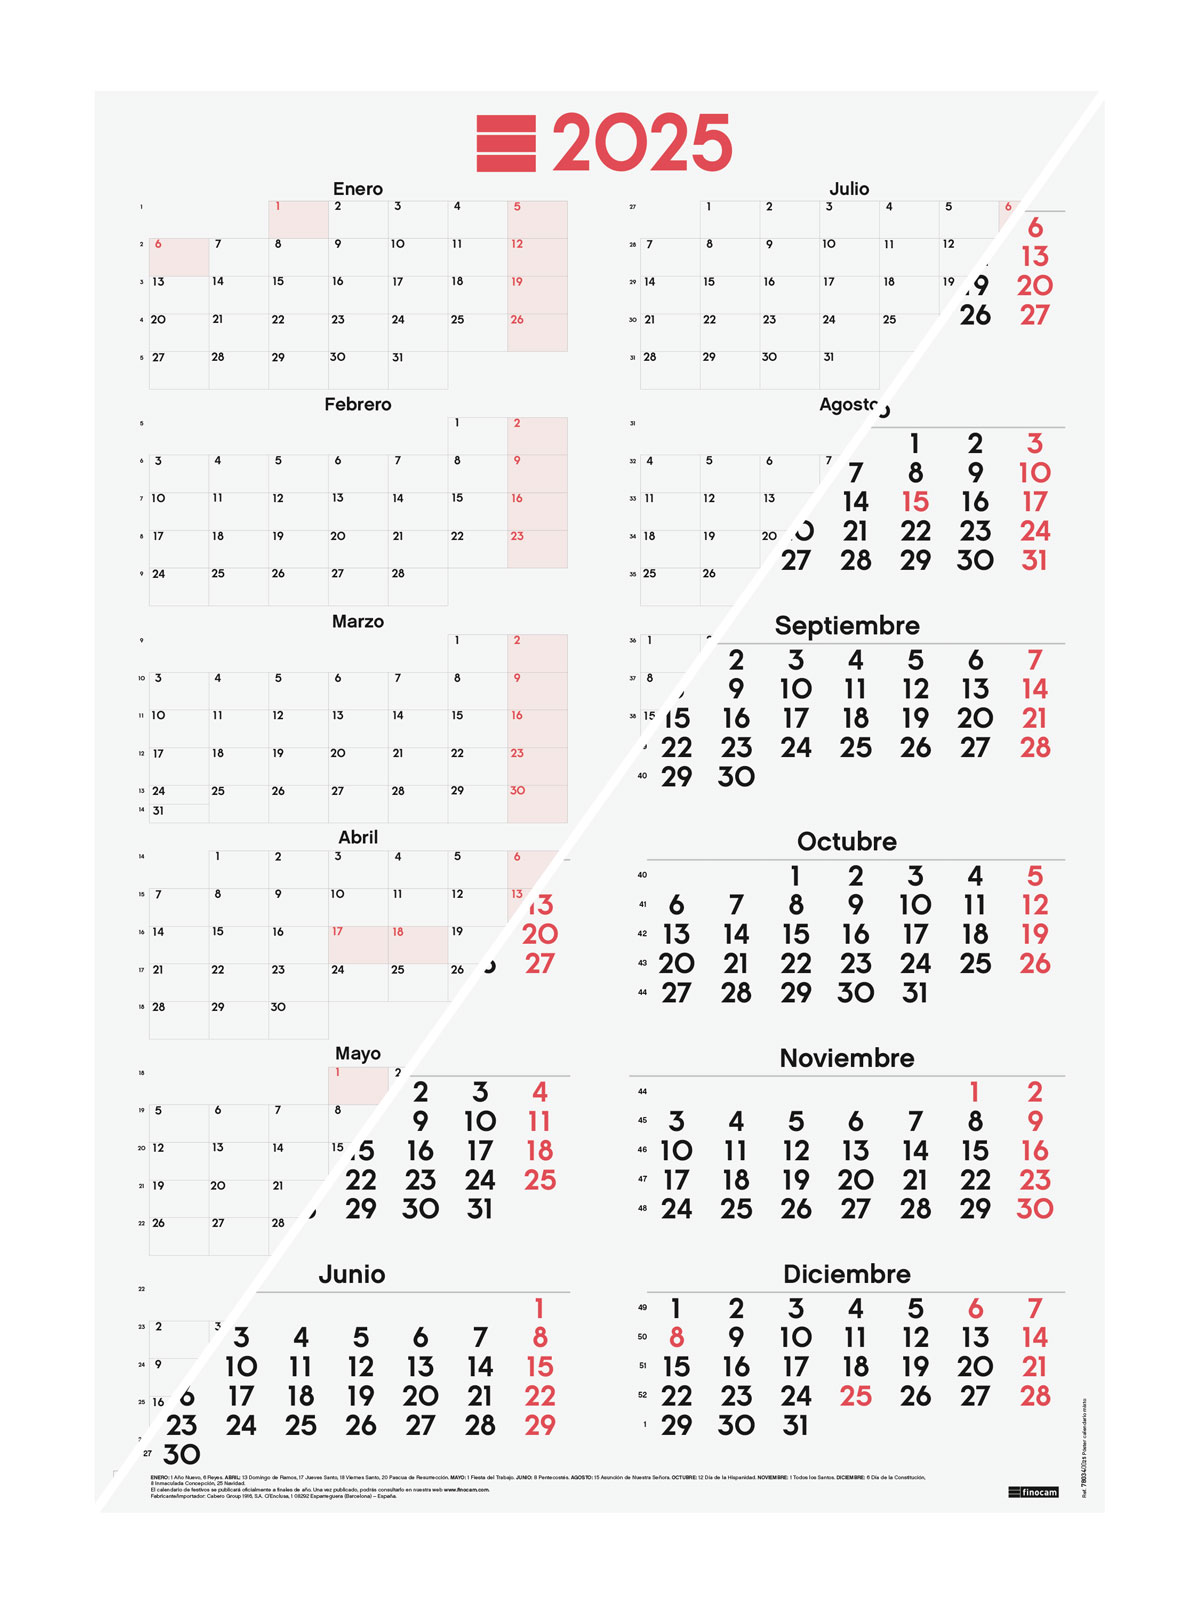 2025
Enero
1 1 2 3 4 5
2 6 7 8 9 10 11 12
3 13 14 15 16 17 18 19
4 20 21 22 23 24 25 26
5 27 28 29 30 31
Febrero
5 1 2
6 3 4 5 6 7 8 9
7 10 11 12 13 14 15 16
8 17 18 19 20 21 22 23
9 24 25 26 27 28
Marzo
9 1 2
10 3 4 5 6 7 8 9
11 10 11 12 13 14 15 16
12 17 18 19 20 21 22 23
13 24 25 26 27 28 29 30
14 31
Abril
14 1 2 3 4 5 6
15 7 8 9 10 11 12 13 13
16 14 15 16 17 18 19 20
17 21 22 23 24 25 26 27
18 28 29 30
Mayo
18 1 2 2 3 4
19 5 6 7 8 9 10 11
20 12 13 14 15 15 16 17 18
21 19 20 21 22 23 24 25
22 26 27 28 29 30 31
Junio
22 1
23 2 3 3 4 5 6 7 8
24 9 10 11 12 13 14 15
25 16 6 17 18 19 20 21 22
23 24 25 26 27 28 29
27 30
Julio
27 1 2 3 4 5 6 6
28 7 8 9 10 11 12 13
29 14 15 16 17 18 19 19 20
30 21 22 23 24 25 26 27
31 28 29 30 31
Agosto
31 1 2 3
32 4 5 6 7 7 8 9 10
33 11 12 13 14 15 16 17
34 18 19 20 20 21 22 23 24
35 25 26 27 28 29 30 31
Septiembre
36 1 2 3 4 5 6 7
37 8 9 10 11 12 13 14
38 15 15 16 17 18 19 20 21
22 23 24 25 26 27 28
40 29 30
Octubre
40 1 2 3 4 5
41 6 7 8 9 10 11 12
42 13 14 15 16 17 18 19
43 20 21 22 23 24 25 26
44 27 28 29 30 31
Noviembre
44 1 2
45 3 4 5 6 7 8 9
46 10 11 12 13 14 15 16
47 17 18 19 20 21 22 23
48 24 25 26 27 28 29 30
Diciembre
49 1 2 3 4 5 6 7
50 8 9 10 11 12 13 14
51 15 16 17 18 19 20 21
52 22 23 24 25 26 27 28
1 29 30 31
ENERO: 1 Año Nuevo, 6 Reyes. ABRIL: 13 Domingo de Ramos, 17 Jueves Santo, 18 Viernes Santo, 20 Pascua de Resurrección. MAYO: 1 Fiesta del Trabajo. JUNIO: 8 Pentecostés. AGOSTO: 15 Asunción de Nuestra Señora. OCTUBRE: 12 Día de la Hispanidad. NOVIEMBRE: 1 Todos los Santos. DICIEMBRE: 6 Día de la Constitución,
8 Inmaculada Concepción, 25 Navidad.
El calendario de festivos se publicará oficialmente a finales de año. Una vez publicado, podrás consultarlo en nuestra web www.finocam.com.
Fabricante/Importador: Cabero Group 1916, S.A. C/Enclusa, 1. 08292 Esparreguera (Barcelona) – España.
finocam